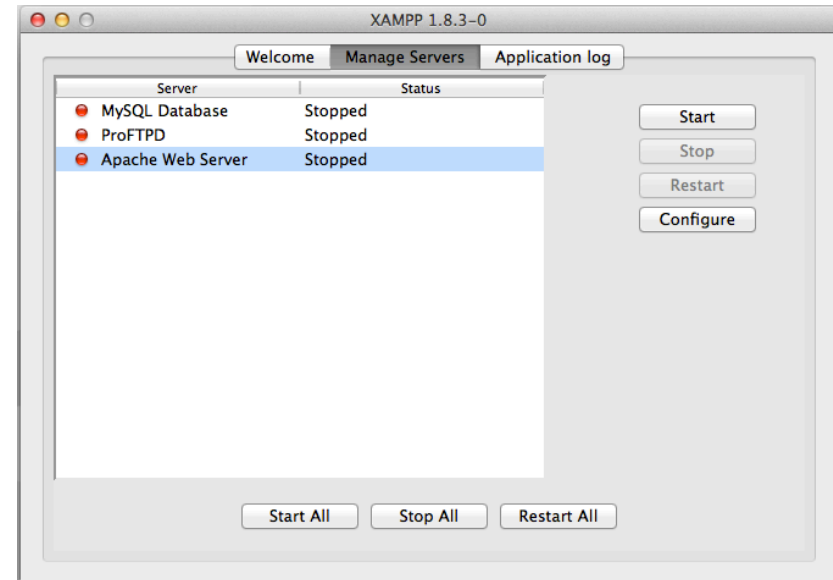 XAMPP 1.8.3-0
Welcome Manage Servers Application log
Server Status
MySQL Database Stopped
ProFTPD Stopped
Apache Web Server Stopped
Start
Stop
Restart
Configure
Start All Stop All Restart All